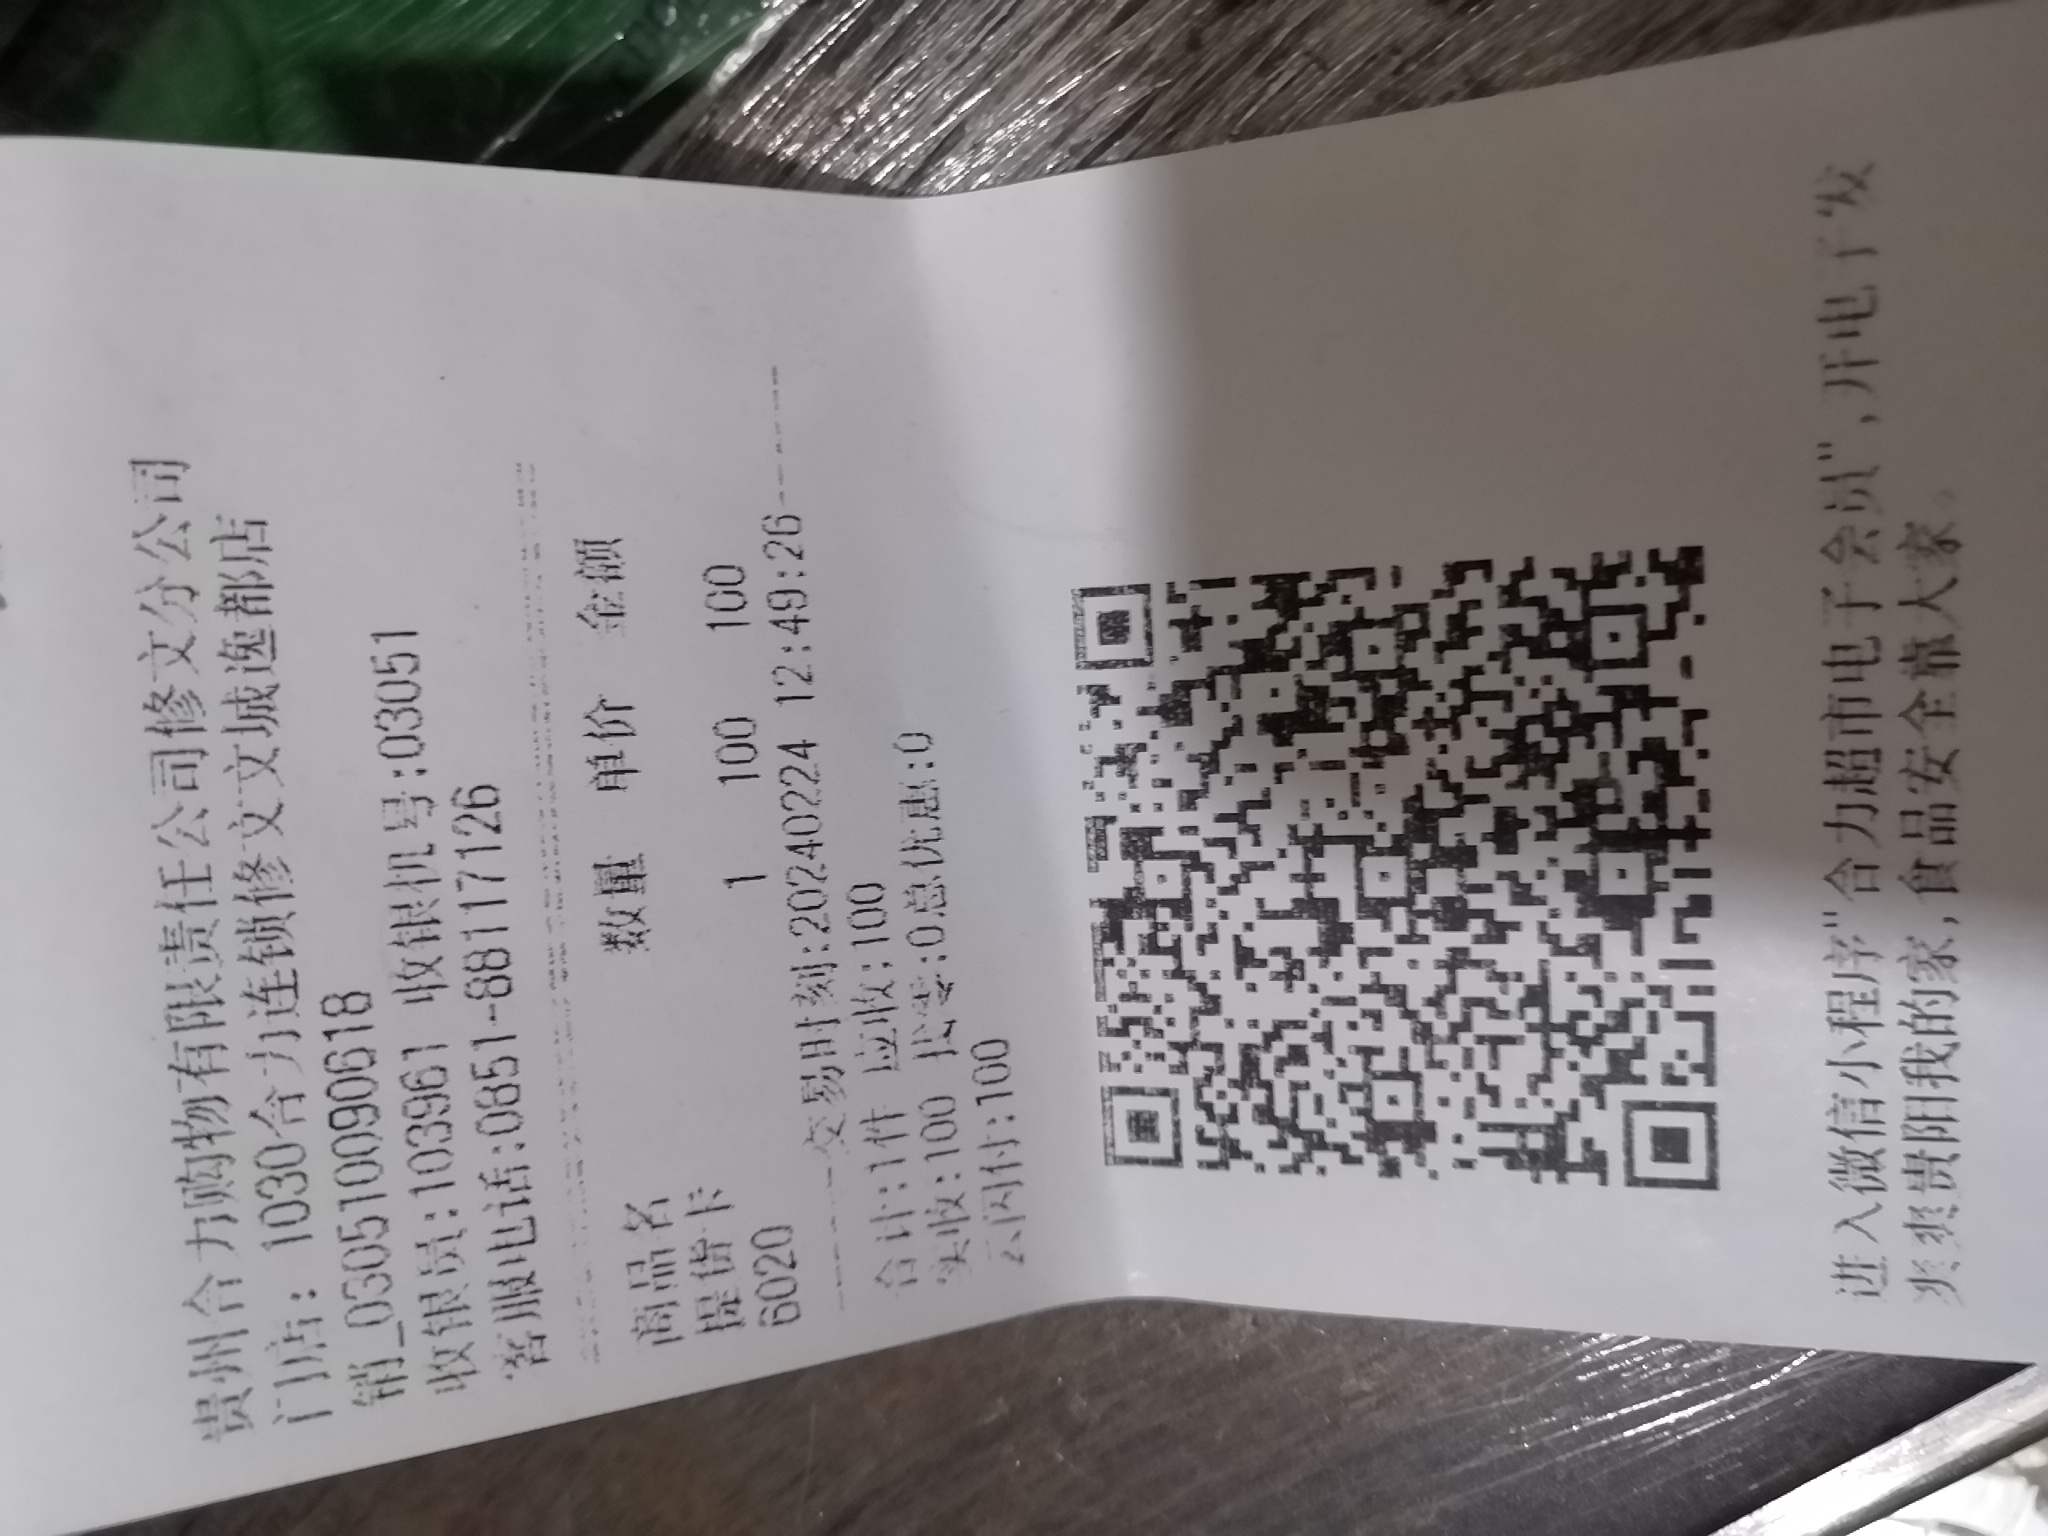 贵州合力购物有限责任公司修文分公司
门店: 1030合力连锁修文文城逸都店
销_030510090618
收银员:103961 收银机号:03051
客服电话:0851-88117126
商品名 数量 单价 金额
提货卡
6020 1 100 100
交易时刻:20240224 12:49:26
合计:1件 应收:100
实收:100 找零:0总优惠:0
云闪付:100
进入微信小程序"合力超市电子会员",开电子发
爽爽贵阳我的家,食品安全靠大家。